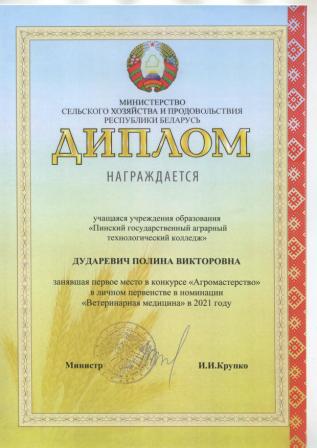 МИНИСТЕРСТВО
СЕЛЬСКОГО ХОЗЯЙСТВА И ПРОДОВОЛЬСТВИЯ
РЕСПУБЛИКИ БЕЛАРУСЬ
ДИПЛОМ
НАГРАЖДАЕТСЯ
учащаяся учреждения образования
«Пинский государственный аграрный
технологический колледж»
ДУДАРЕВИЧ ПОЛИНА ВИКТОРОВНА
занявшая первое место в конкурсе «Агромастерство»
в личном первенстве в номинации
«Ветеринарная медицина» в 2021 году
Министр И.И.Крупко